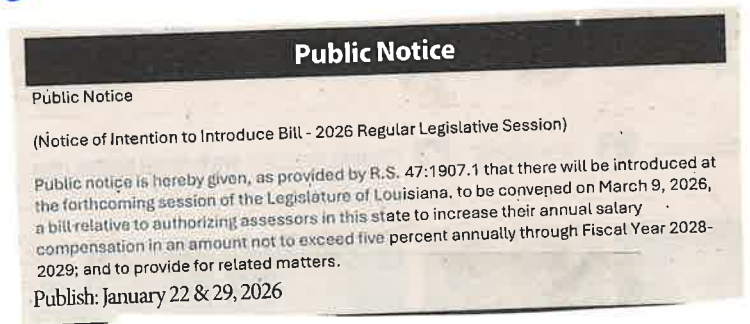 Public Notice
Public Notice
(Notice of Intention to Introduce Bill - 2026 Regular Legislative Session)
Public notice is hereby given, as provided by R.S. 47:1907.1 that there will be introduced at
the forthcoming session of the Legislature of Louisiana, to be convened on March 9, 2026,
a bill relative to authorizing assessors in this state to increase their annual salary
compensation in an amount not to exceed five percent annually through Fiscal Year 2028-
2029; and to provide for related matters.
Publish: January 22 & 29, 2026